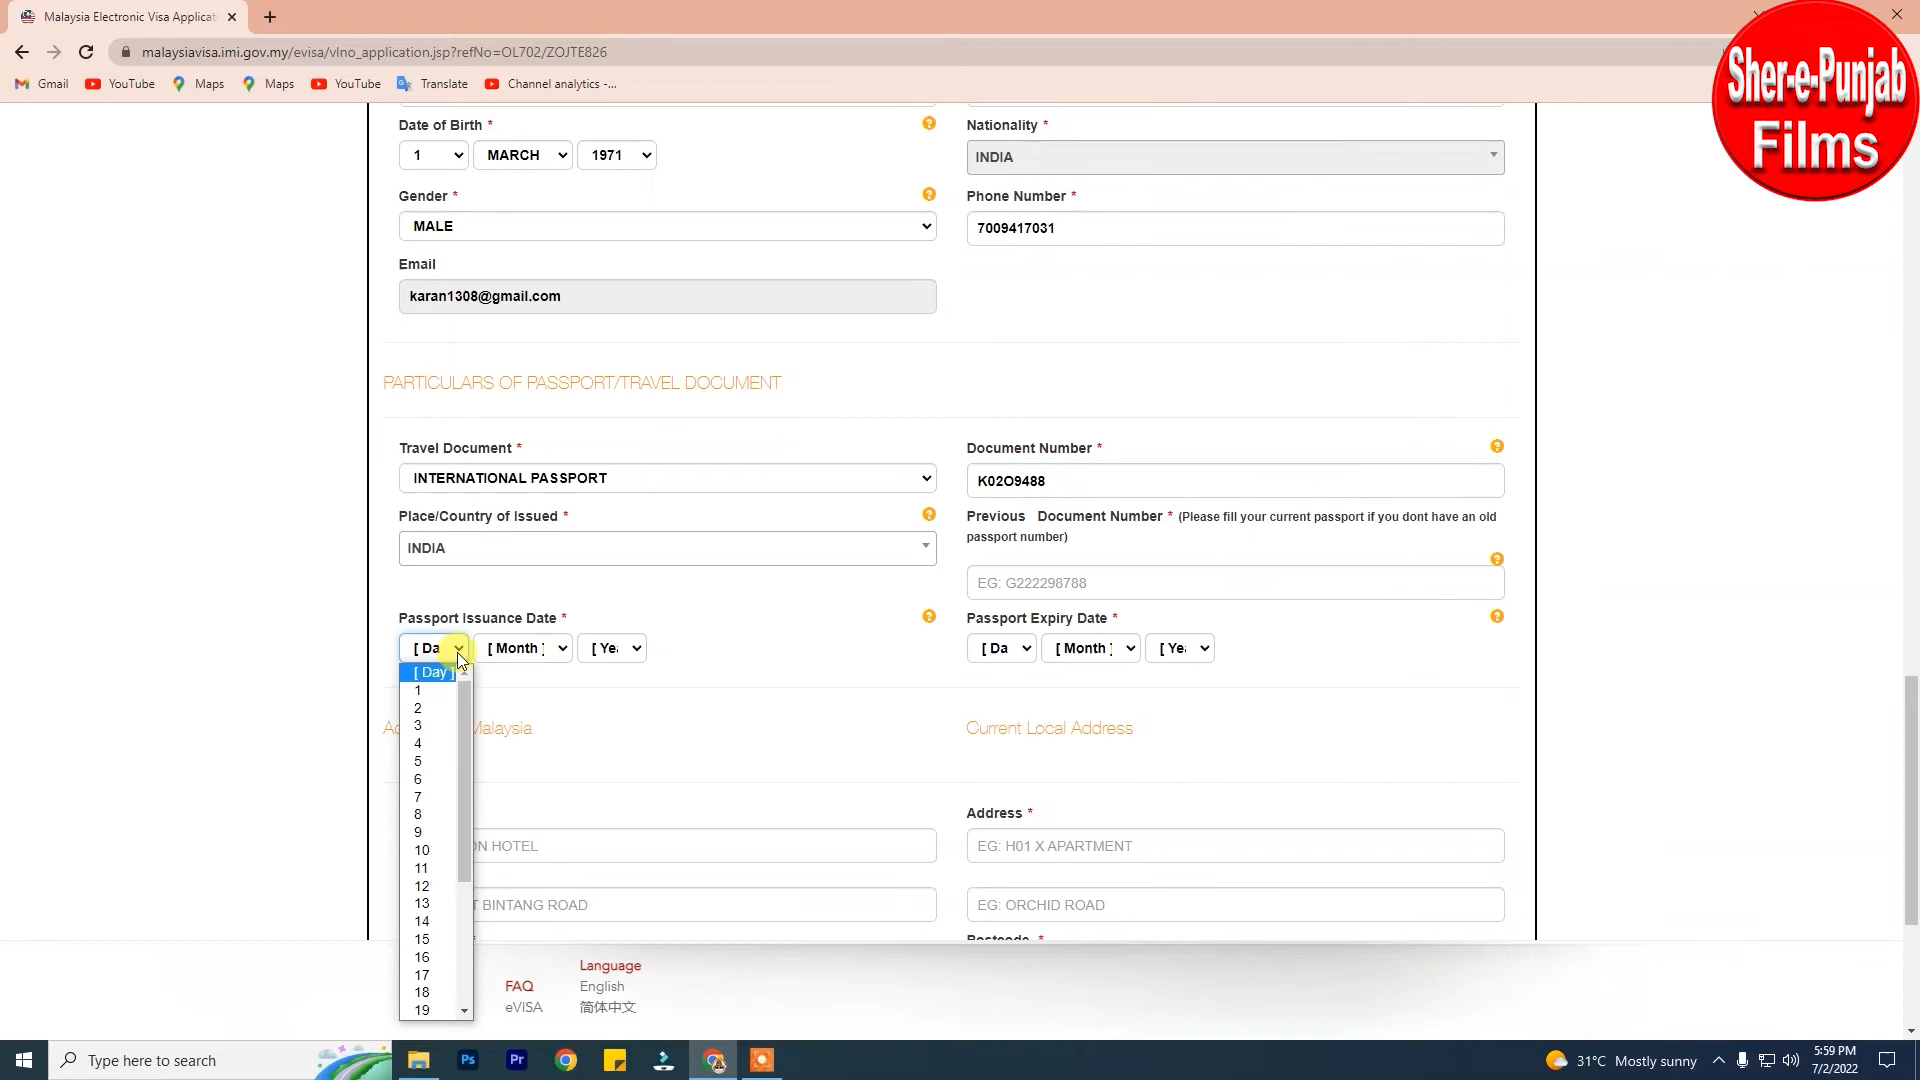 Malaysia Electronic Visa Applicati
malaysiavisa.imi.gov.my/evisa/vlno_application.jsp?refNo=OL702/ZOJTE826
Gmail YouTube Maps Maps YouTube Translate Channel analytics -...
Sher-e-Punjab
Films
Date of Birth * Nationality *
1 MARCH 1971 INDIA
Gender * Phone Number *
MALE 7009417031
Email
karan1308@gmail.com
PARTICULARS OF PASSPORT/TRAVEL DOCUMENT
Travel Document * Document Number *
INTERNATIONAL PASSPORT K02O9488
Place/Country of Issued * Previous Document Number * (Please fill your current passport if you dont have an old
passport number)
INDIA
EG: G222298788
Passport Issuance Date * Passport Expiry Date *
[ Da [ Month ] [ Yea [ Da [ Month ] [ Yea
[ Day ]
1
2
3
4
5
6
7
8
9
10
11
12
13
14
15
16
17
18
19
Malaysia Current Local Address
Address *
ON HOTEL EG: H01 X APARTMENT
BINTANG ROAD EG: ORCHID ROAD
Postcode *
Language
FAQ English
eVISA 简体中文
Type here to search
Ps Pr
31°C Mostly sunny
5:59 PM
7/2/2022